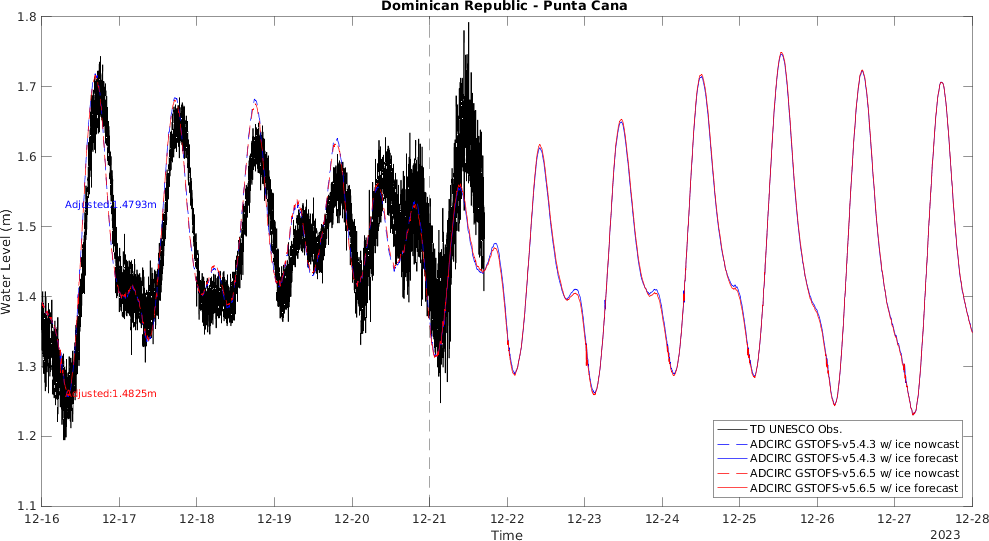 Dominican Republic - Punta Cana
1.8
1.7
1.6
1.5
1.4
1.3
1.2
1.1
Water Level (m)
Adjusted:1.4793m
Adjusted:1.4825m
TD UNESCO Obs.
ADCIRC GSTOFS-v5.4.3 w/ ice nowcast
ADCIRC GSTOFS-v5.4.3 w/ ice forecast
ADCIRC GSTOFS-v5.6.5 w/ ice nowcast
ADCIRC GSTOFS-v5.6.5 w/ ice forecast
12-16 12-17 12-18 12-19 12-20 12-21 12-22 12-23 12-24 12-25 12-26 12-27 12-28
Time
2023